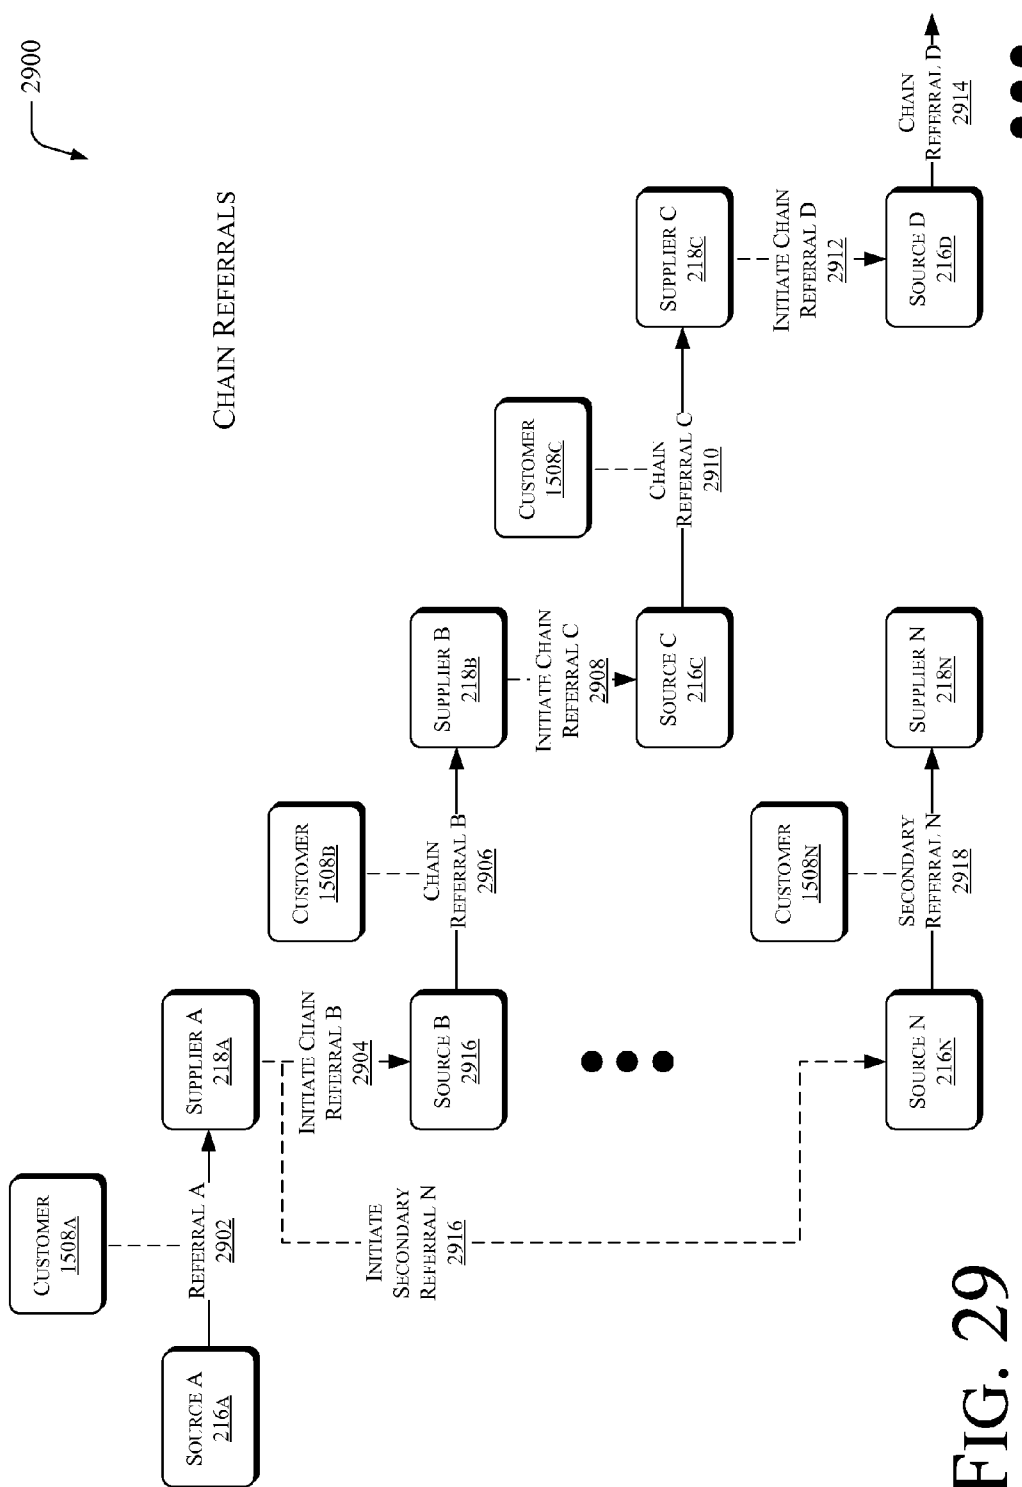 2900
CHAIN REFERRALS
CUSTOMER
1508A
SOURCE A
216A
REFERRAL A
2902
SUPPLIER A
218A
INITIATE CHAIN
REFERRAL B
2904
INITIATE
SECONDARY
REFERRAL N
2916
CUSTOMER
1508B
SOURCE B
2916
CHAIN
REFERRAL B
2906
SUPPLIER B
218B
INITIATE CHAIN
REFERRAL C
2908
CUSTOMER
1508C
SOURCE C
216C
CHAIN
REFERRAL C
2910
SUPPLIER C
218C
INITIATE CHAIN
REFERRAL D
2912
SOURCE D
216D
CHAIN
REFERRAL D
2914
CUSTOMER
1508N
SOURCE N
216N
SECONDARY
REFERRAL N
2918
SUPPLIER N
218N
FIG. 29